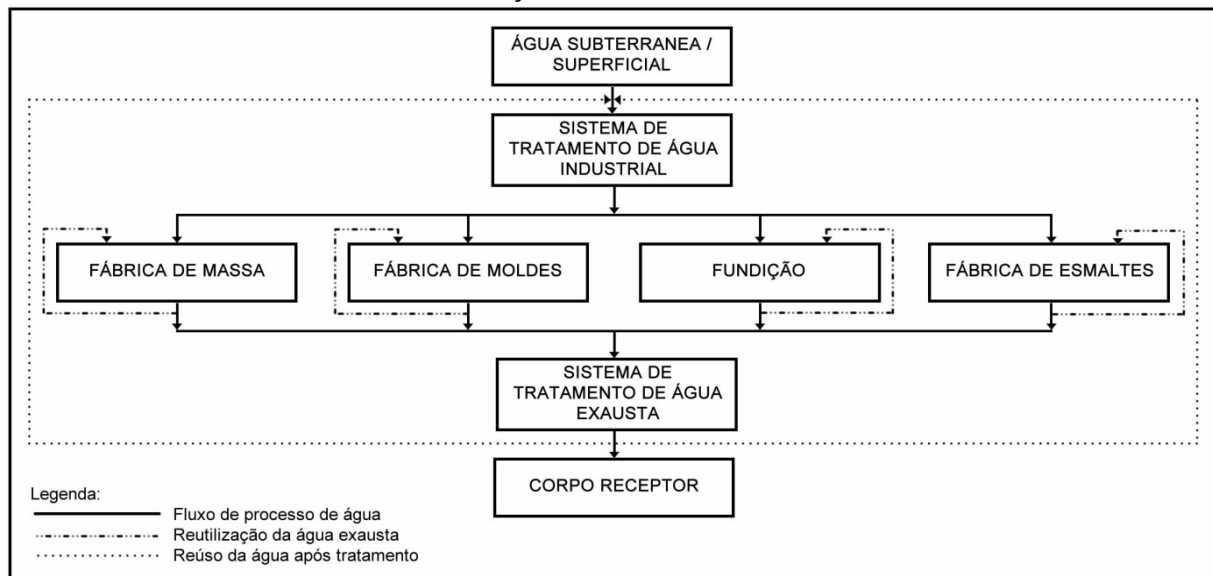 ÁGUA SUBTERRANEA /
SUPERFICIAL
SISTEMA DE
TRATAMENTO DE ÁGUA
INDUSTRIAL
FÁBRICA DE MASSA
FÁBRICA DE MOLDES
FUNDIÇÃO
FÁBRICA DE ESMALTES
SISTEMA DE
TRATAMENTO DE ÁGUA
EXAUSTA
CORPO RECEPTOR
Legenda:
Fluxo de processo de água
Reutilização da água exausta
Reúso da água após tratamento